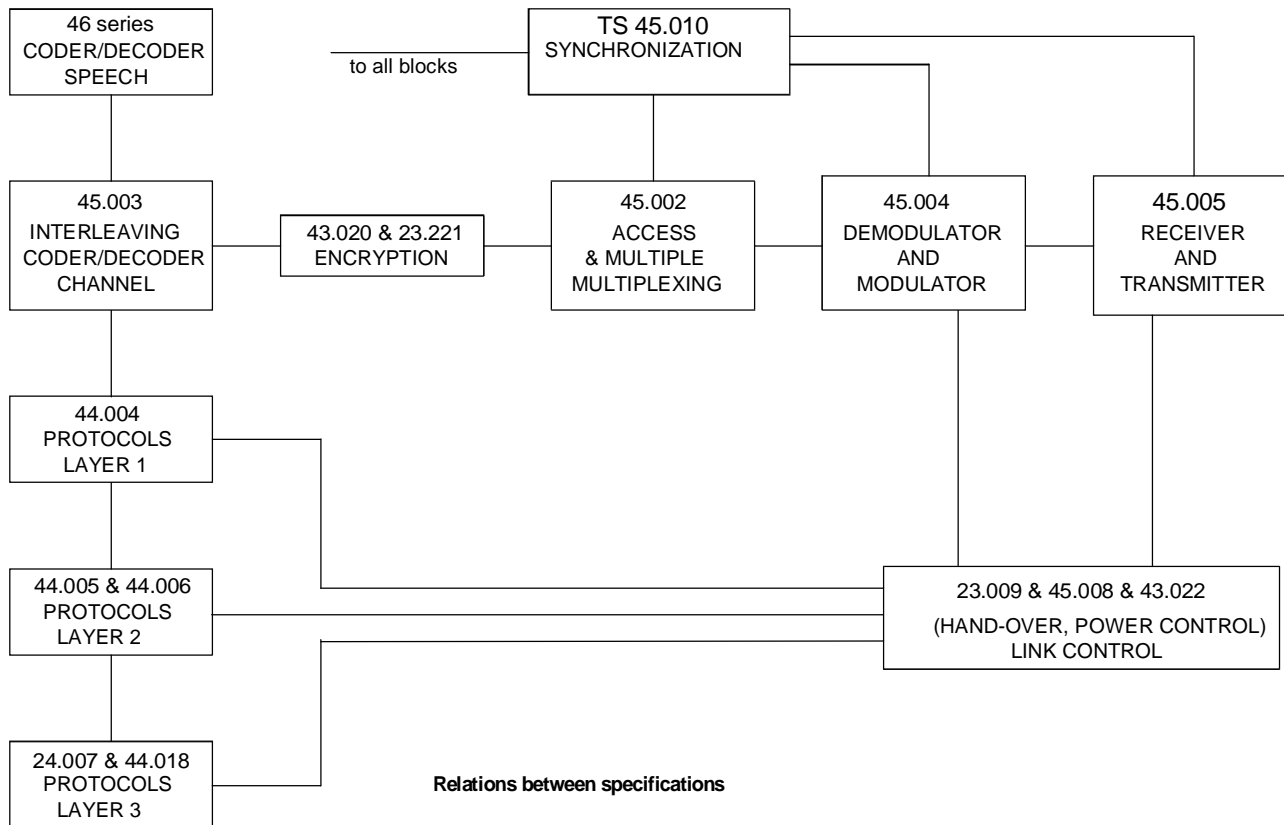 46 series
CODER/DECODER
SPEECH
to all blocks
TS 45.010
SYNCHRONIZATION
45.003
INTERLEAVING
CODER/DECODER
CHANNEL
43.020 & 23.221
ENCRYPTION
45.002
ACCESS
& MULTIPLE
MULTIPLEXING
45.004
DEMODULATOR
AND
MODULATOR
45.005
RECEIVER
AND
TRANSMITTER
44.004
PROTOCOLS
LAYER 1
44.005 & 44.006
PROTOCOLS
LAYER 2
23.009 & 45.008 & 43.022
(HAND-OVER, POWER CONTROL)
LINK CONTROL
24.007 & 44.018
PROTOCOLS
LAYER 3
Relations between specifications